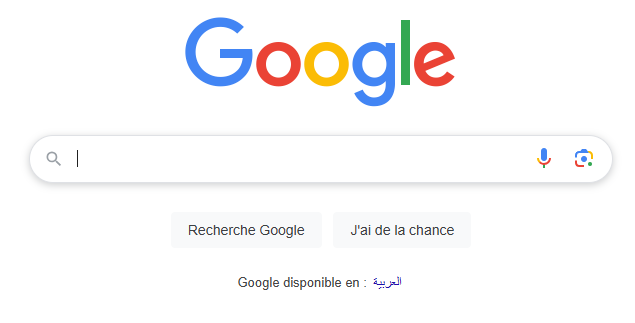 Google
Recherche Google J'ai de la chance
Google disponible en : العربية